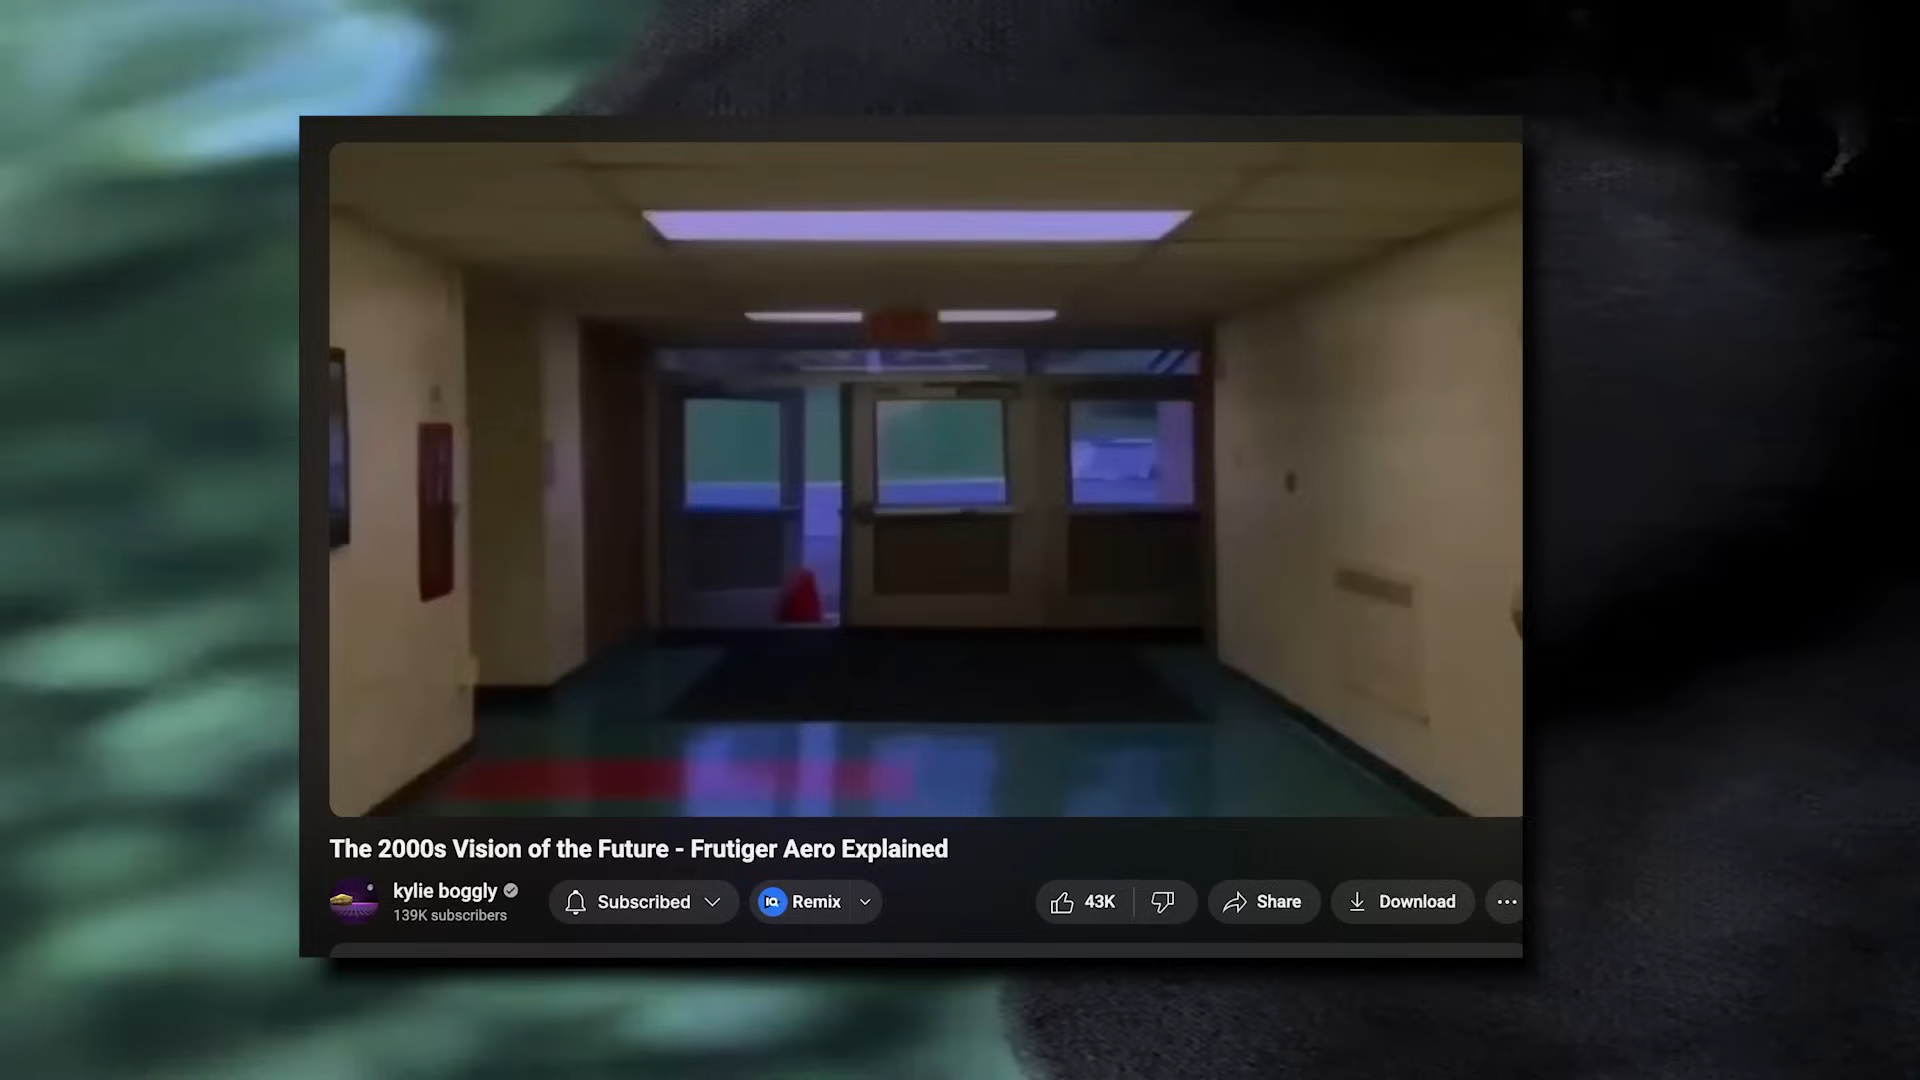 The 2000s Vision of the Future - Frutiger Aero Explained
kylie boggly
139K subscribers
Subscribed
Remix
43K
Share
Download